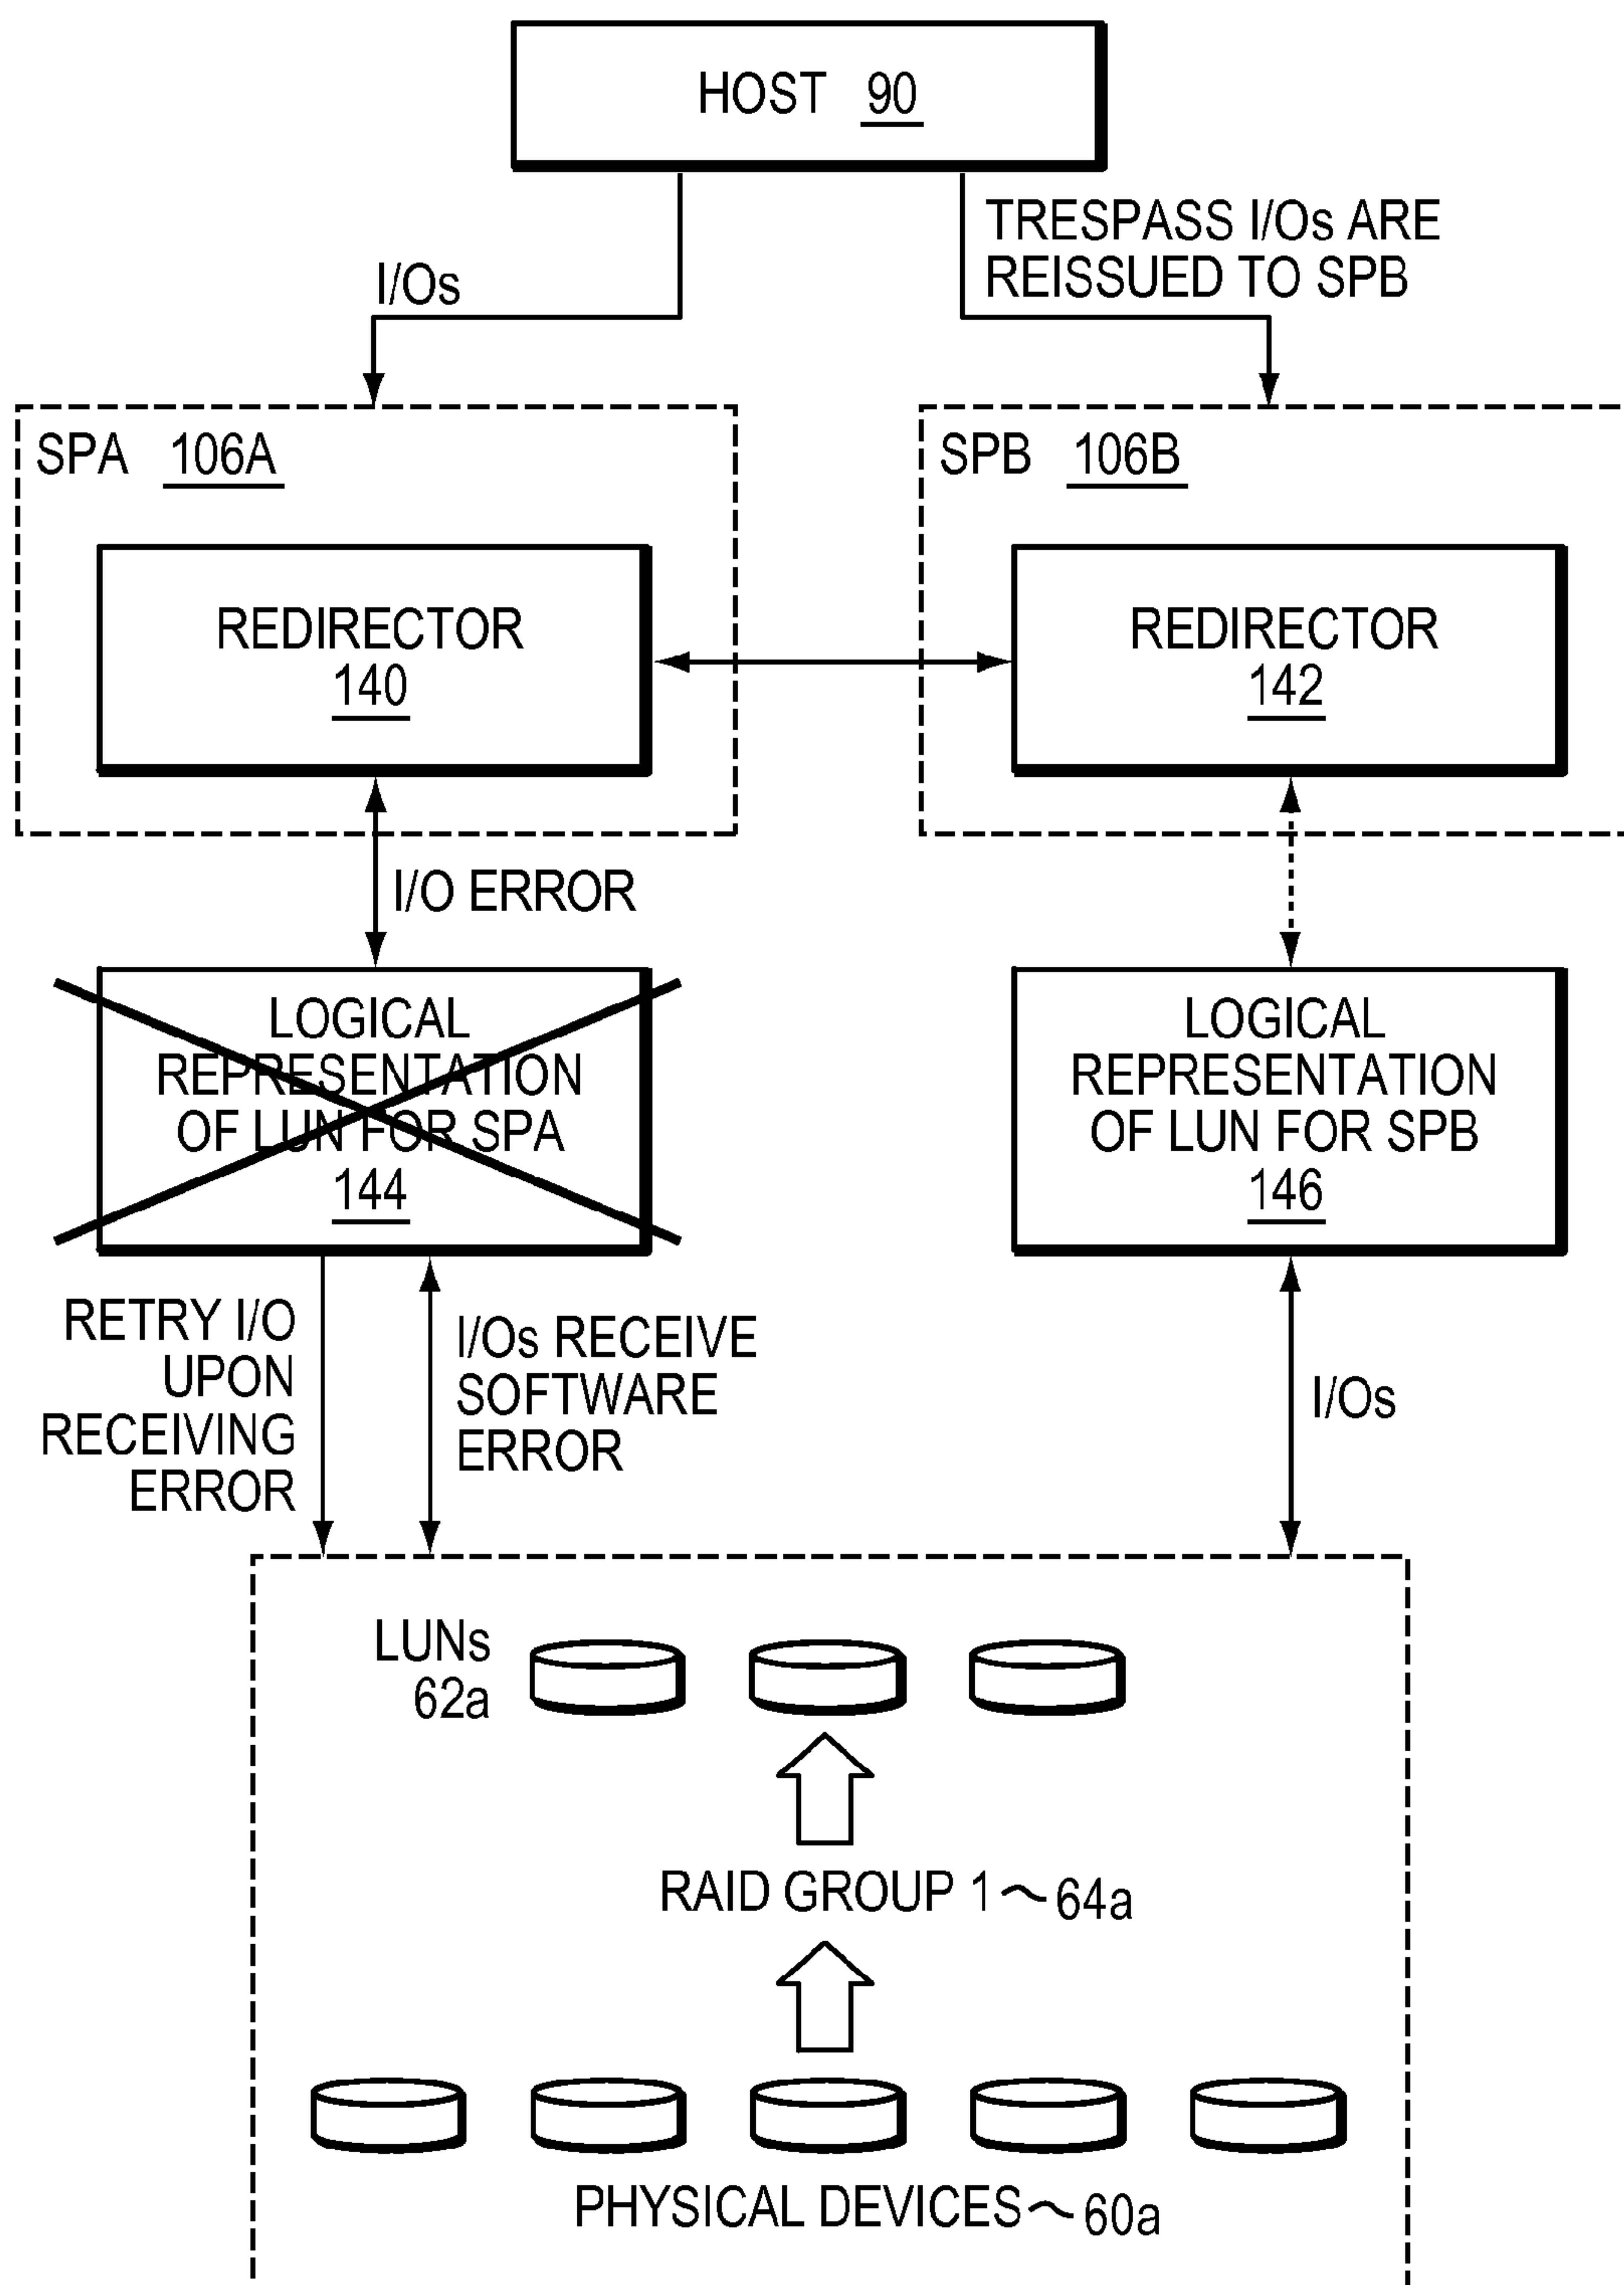 HOST 90
TRESPASS I/Os ARE
REISSUED TO SPB
I/Os
SPA 106A
SPB 106B
REDIRECTOR
140
REDIRECTOR
142
I/O ERROR
LOGICAL
REPRESENTATION
OF LUN FOR SPA
144
LOGICAL
REPRESENTATION
OF LUN FOR SPB
146
RETRY I/O
UPON
RECEIVING
ERROR
I/Os RECEIVE
SOFTWARE
ERROR
I/Os
LUNs
62a
RAID GROUP 1 64a
PHYSICAL DEVICES 60a